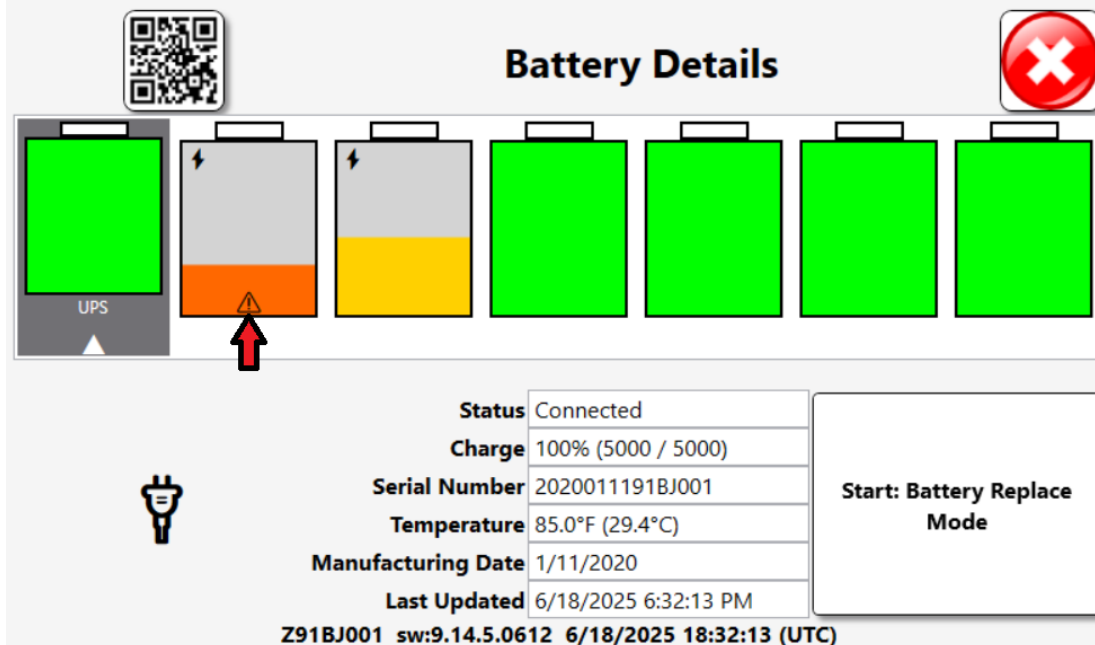 Battery Details
UPS
Status Connected
Charge 100% (5000 / 5000)
Serial Number 2020011191BJ001
Temperature 85.0°F (29.4°C)
Manufacturing Date 1/11/2020
Last Updated 6/18/2025 6:32:13 PM
Start: Battery Replace
Mode
Z91BJ001 sw:9.14.5.0612 6/18/2025 18:32:13 (UTC)